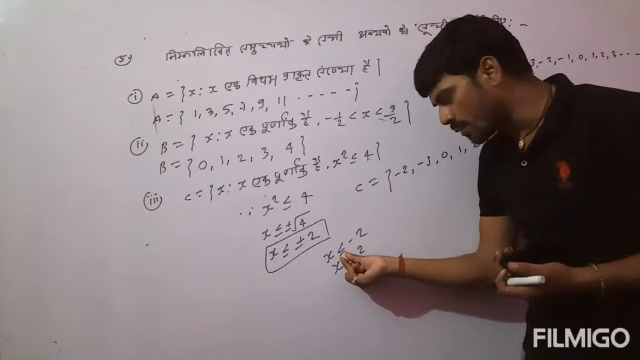 5) निम्नलिखित समुच्चयों के सभी अवयवों को सूची
(i) A = {x : x एक विषम प्राकृत संख्या है}
A = {1, 3, 5, 7, 9, 11 ......}
(ii) B = {x : x एक पूर्णांक है, -1/2 < x ≤ 9/2}
B = {0, 1, 2, 3, 4}
(iii) C = {x : x एक पूर्णांक है, x² ≤ 4}
∵ x² ≤ 4
x ≤ ±√4
x ≤ ±2
C = {-2, -1, 0, 1,
x ≤ -2
3, -2, -1, 0, 1, 2, 3 ...
FILMIGO